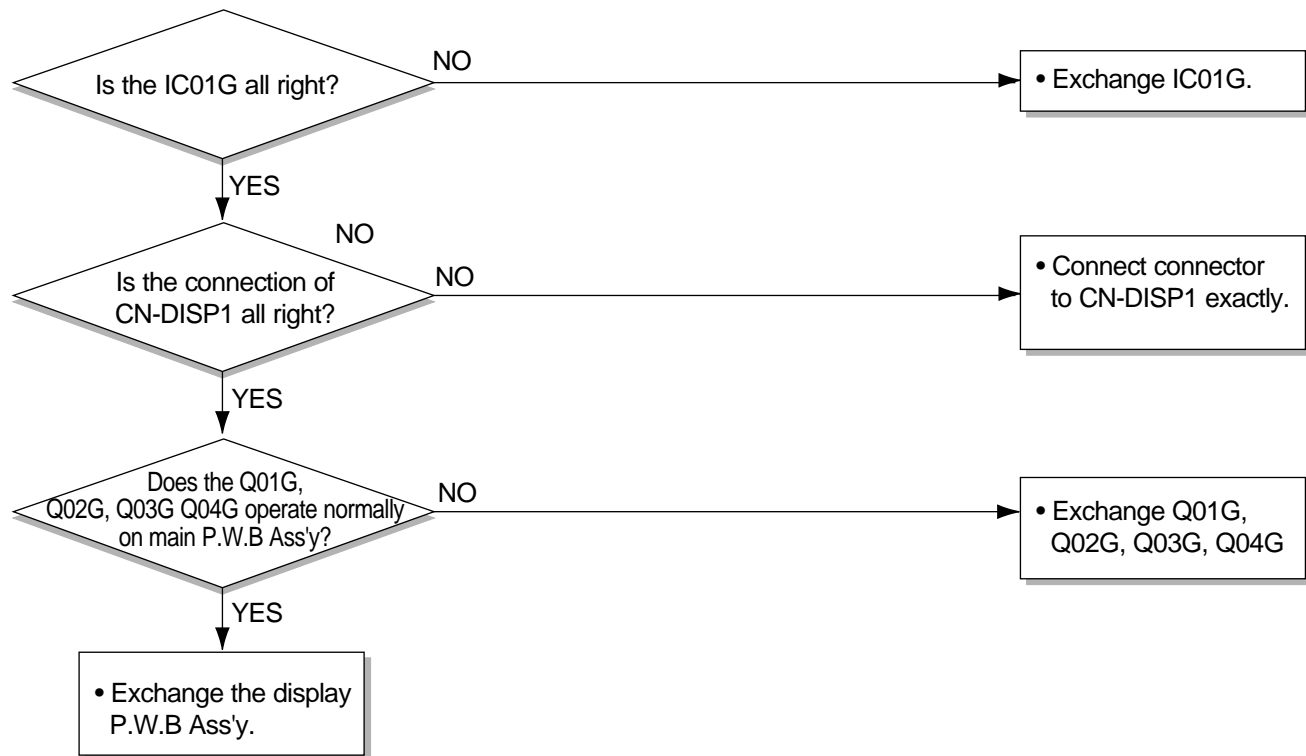 Is the IC01G all right?
NO
• Exchange IC01G.
YES
NO
Is the connection of
CN-DISP1 all right?
NO
• Connect connector
to CN-DISP1 exactly.
YES
Does the Q01G,
Q02G, Q03G Q04G operate normally
on main P.W.B Ass'y?
NO
• Exchange Q01G,
Q02G, Q03G, Q04G
YES
• Exchange the display
P.W.B Ass'y.